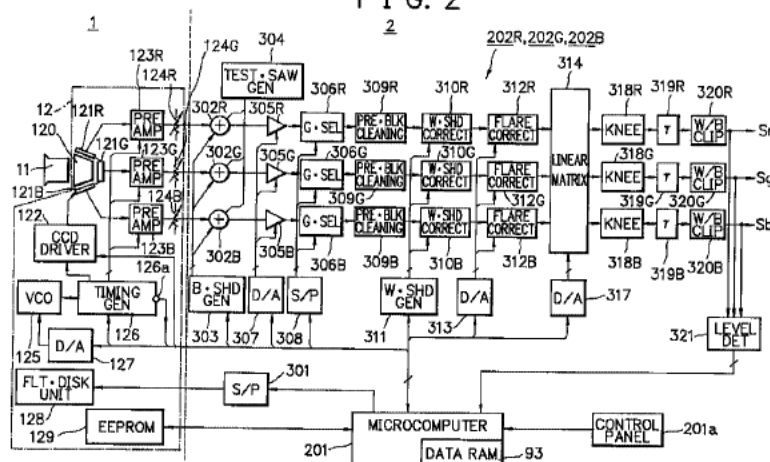 FIG. 2
1
2
202R, 202G, 202B
123R
124R
124G
304
TEST·SAW GEN
314
12
121R
120
PRE AMP
302R
305R
306R
309R
310R
312R
318R
319R
320R
G·SEL
PRE·BLK CLEANING
W·SHD CORRECT
FLARE CORRECT
LINEAR MATRIX
KNEE
γ
W/B CLIP
121G
123G
302G
305G
306G
310G
318G
11
PRE AMP
G·SEL
PRE·BLK CLEANING
W·SHD CORRECT
FLARE CORRECT
KNEE
γ
W/B CLIP
Sg
121B
124B
309G
312G
319G
320G
122
PRE AMP
G·SEL
PRE·BLK CLEANING
W·SHD CORRECT
FLARE CORRECT
KNEE
γ
W/B CLIP
Sb
CCD DRIVER
123B
302B
305B
306B
309B
310B
312B
318B
319B
320B
126a
VCO
TIMING GEN
B·SHD GEN
D/A
S/P
W·SHD GEN
D/A
D/A
317
125
126
303
307
308
311
313
321
LEVEL DET
D/A
127
FLT·DISK UNIT
S/P
301
128
EEPROM
MICROCOMPUTER
CONTROL PANEL
201a
129
201
DATA RAM
93